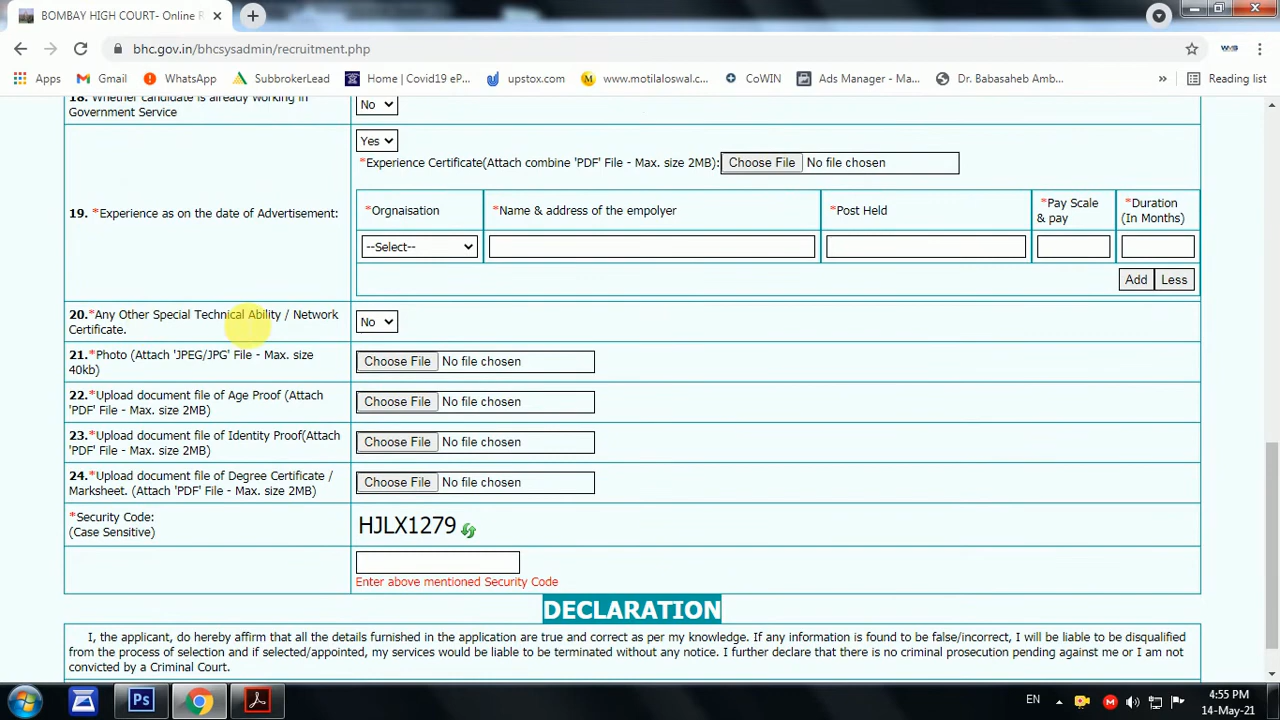 BOMBAY HIGH COURT- Online R
bhc.gov.in/bhcsysadmin/recruitment.php
Apps Gmail WhatsApp SubbrokerLead Home | Covid19 eP... upstox.com www.motilaloswal.co... CoWIN Ads Manager - Ma... Dr. Babasaheb Amb... » Reading list
18. Whether candidate is already working in
Government Service
No
Yes
*Experience Certificate(Attach combine 'PDF' File - Max. size 2MB): Choose File No file chosen
19. *Experience as on the date of Advertisement:
*Orgnaisation *Name & address of the empolyer *Post Held *Pay Scale & pay *Duration (In Months)
--Select--
Add Less
20.*Any Other Special Technical Ability / Network
Certificate.
No
21.*Photo (Attach 'JPEG/JPG' File - Max. size
40kb)
Choose File No file chosen
22.*Upload document file of Age Proof (Attach
'PDF' File - Max. size 2MB)
Choose File No file chosen
23.*Upload document file of Identity Proof(Attach
'PDF' File - Max. size 2MB)
Choose File No file chosen
24.*Upload document file of Degree Certificate /
Marksheet. (Attach 'PDF' File - Max. size 2MB)
Choose File No file chosen
*Security Code:
(Case Sensitive)
HJLX1279
Enter above mentioned Security Code
DECLARATION
I, the applicant, do hereby affirm that all the details furnished in the application are true and correct as per my knowledge. If any information is found to be false/incorrect, I will be liable to be disqualified
from the process of selection and if selected/appointed, my services would be liable to be terminated without any notice. I further declare that there is no criminal prosecution pending against me or I am not
convicted by a Criminal Court.
Ps
EN
4:55 PM
14-May-21